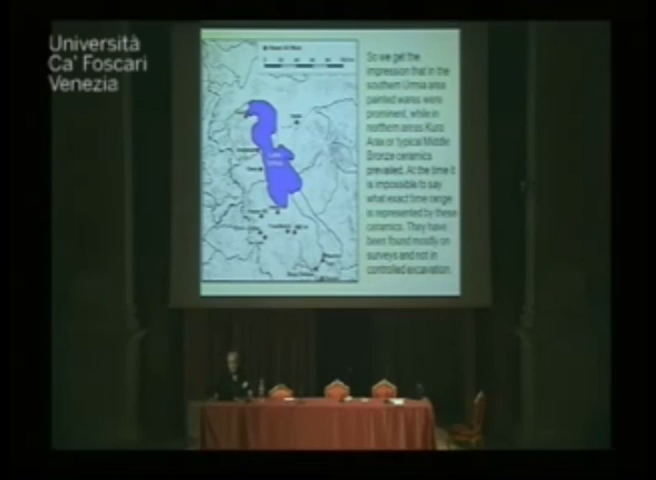 Università
Ca' Foscari
Venezia
So we get the
impression that in the
southern Urmia area
painted wares were
prominent, while in
northern areas Kura
Arax or typical Middle
Bronze ceramics
prevailed. At the time it
is impossible to say
what exact time range
is represented by these
ceramics. They have
been found mostly on
surveys and not in
controlled excavation.